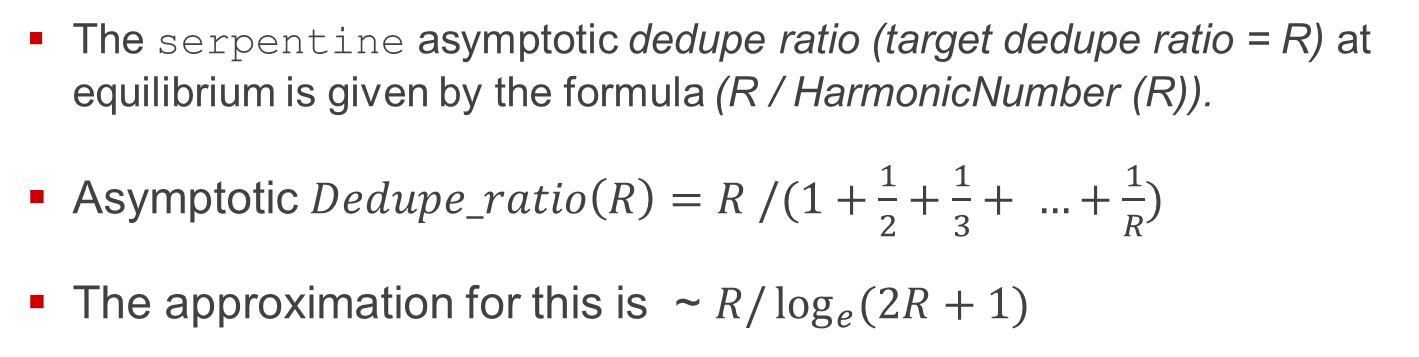 ▪ The serpentine asymptotic dedupe ratio (target dedupe ratio = R) at
equilibrium is given by the formula (R / HarmonicNumber (R)).
▪ Asymptotic Dedupe_ratio(R) = R /(1 + 1/2 + 1/3 + ... + 1/R)
▪ The approximation for this is ~ R/logₑ(2R + 1)